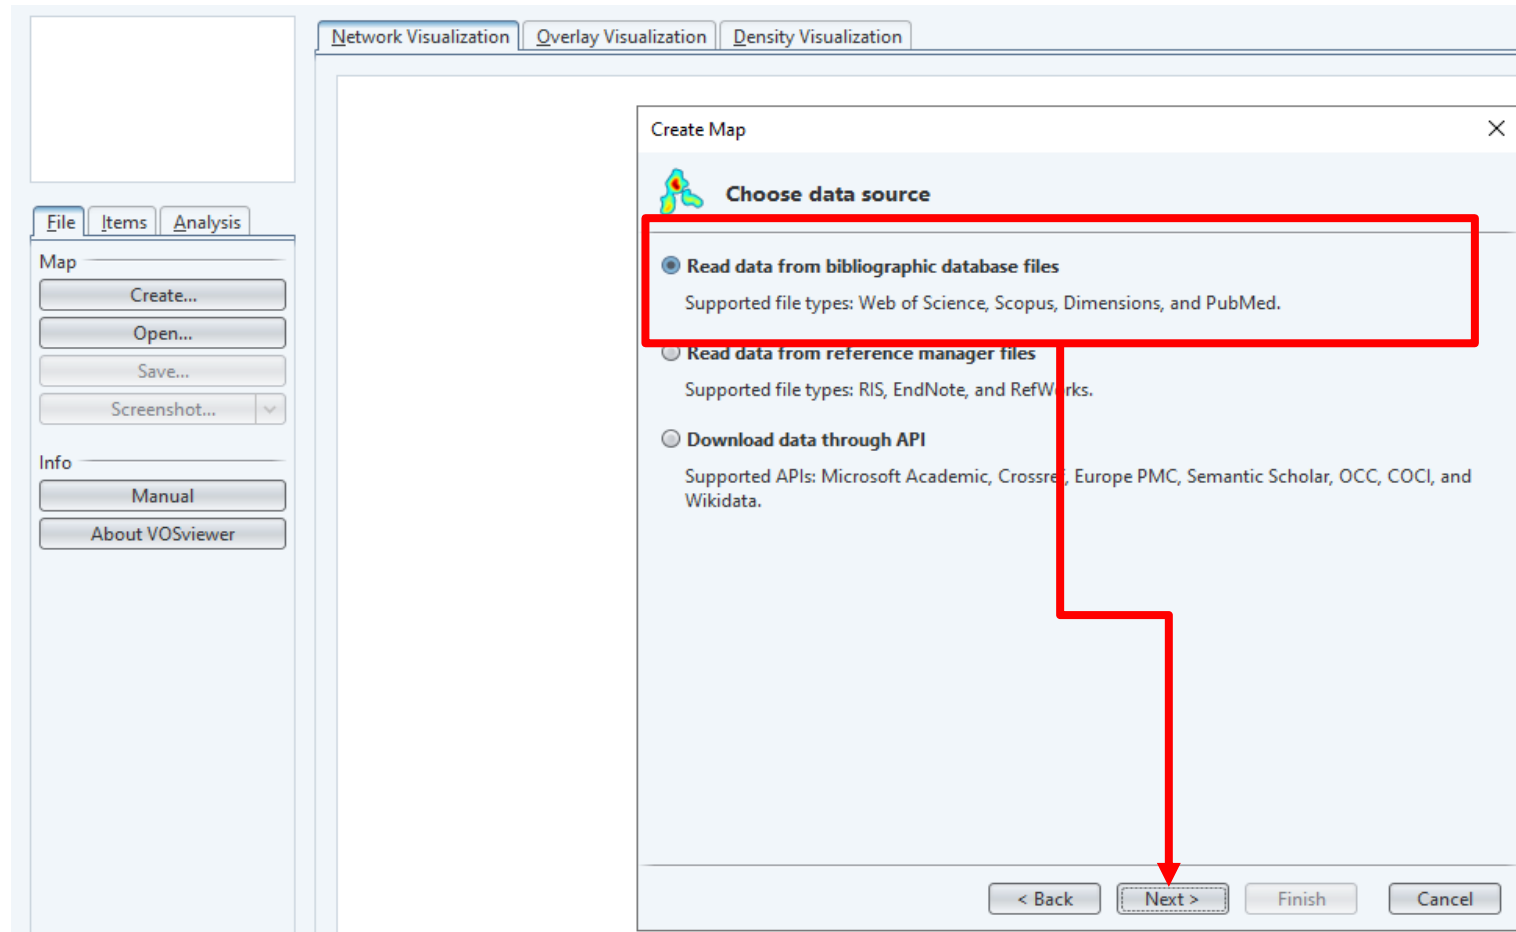 Network Visualization Overlay Visualization Density Visualization
Create Map
Choose data source
File Items Analysis
Map
Create...
Open...
Save...
Screenshot...
Info
Manual
About VOSviewer
Read data from bibliographic database files
Supported file types: Web of Science, Scopus, Dimensions, and PubMed.
Read data from reference manager files
Supported file types: RIS, EndNote, and RefWorks.
Download data through API
Supported APIs: Microsoft Academic, Crossref, Europe PMC, Semantic Scholar, OCC, COCI, and
Wikidata.
< Back Next > Finish Cancel